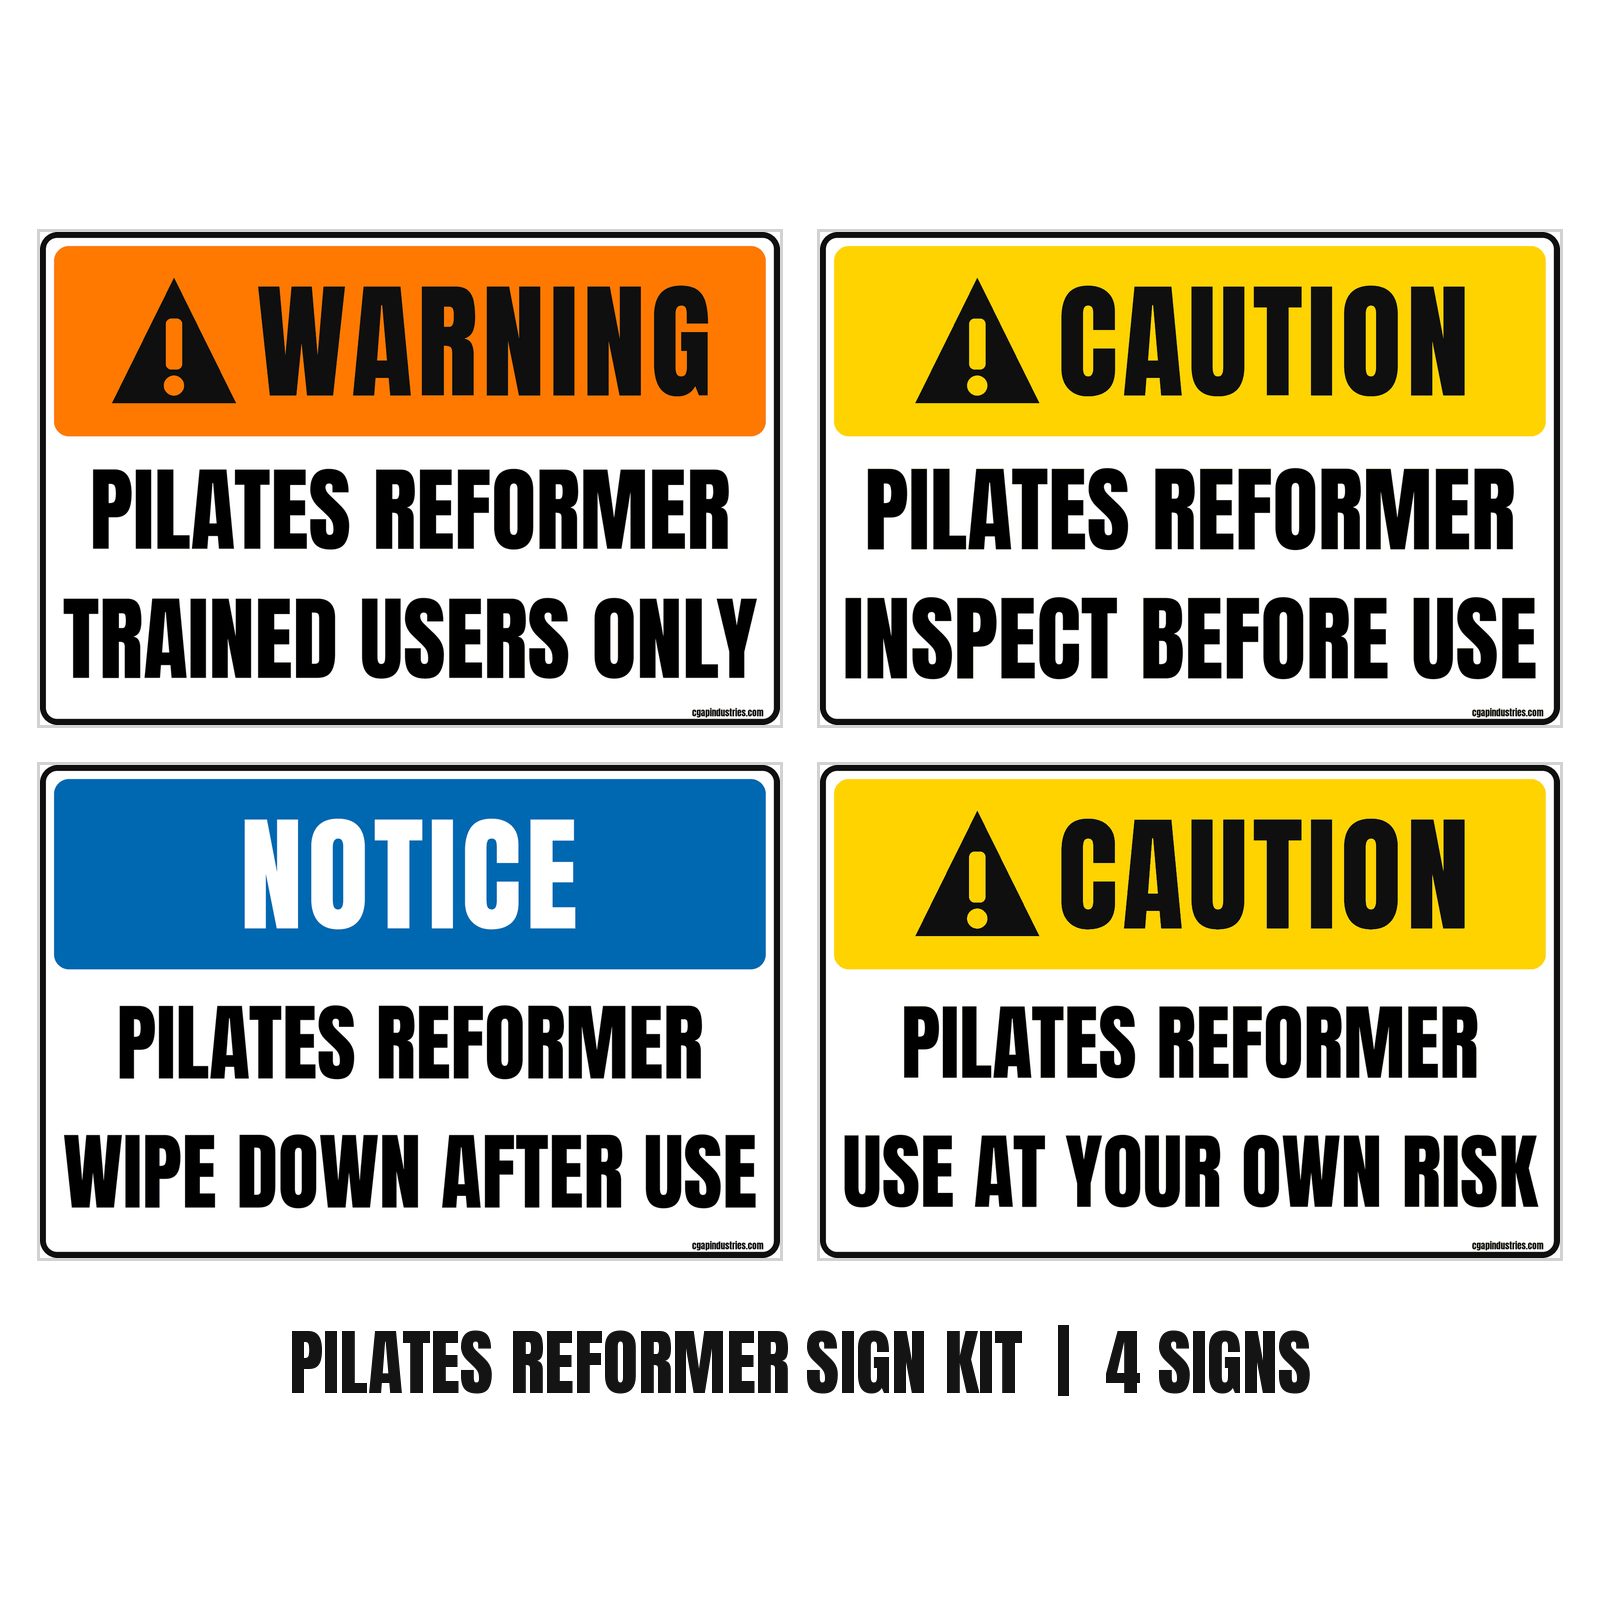 WARNING
PILATES REFORMER
TRAINED USERS ONLY
cgapindustries.com
CAUTION
PILATES REFORMER
INSPECT BEFORE USE
cgapindustries.com
NOTICE
PILATES REFORMER
WIPE DOWN AFTER USE
cgapindustries.com
CAUTION
PILATES REFORMER
USE AT YOUR OWN RISK
cgapindustries.com
PILATES REFORMER SIGN KIT | 4 SIGNS